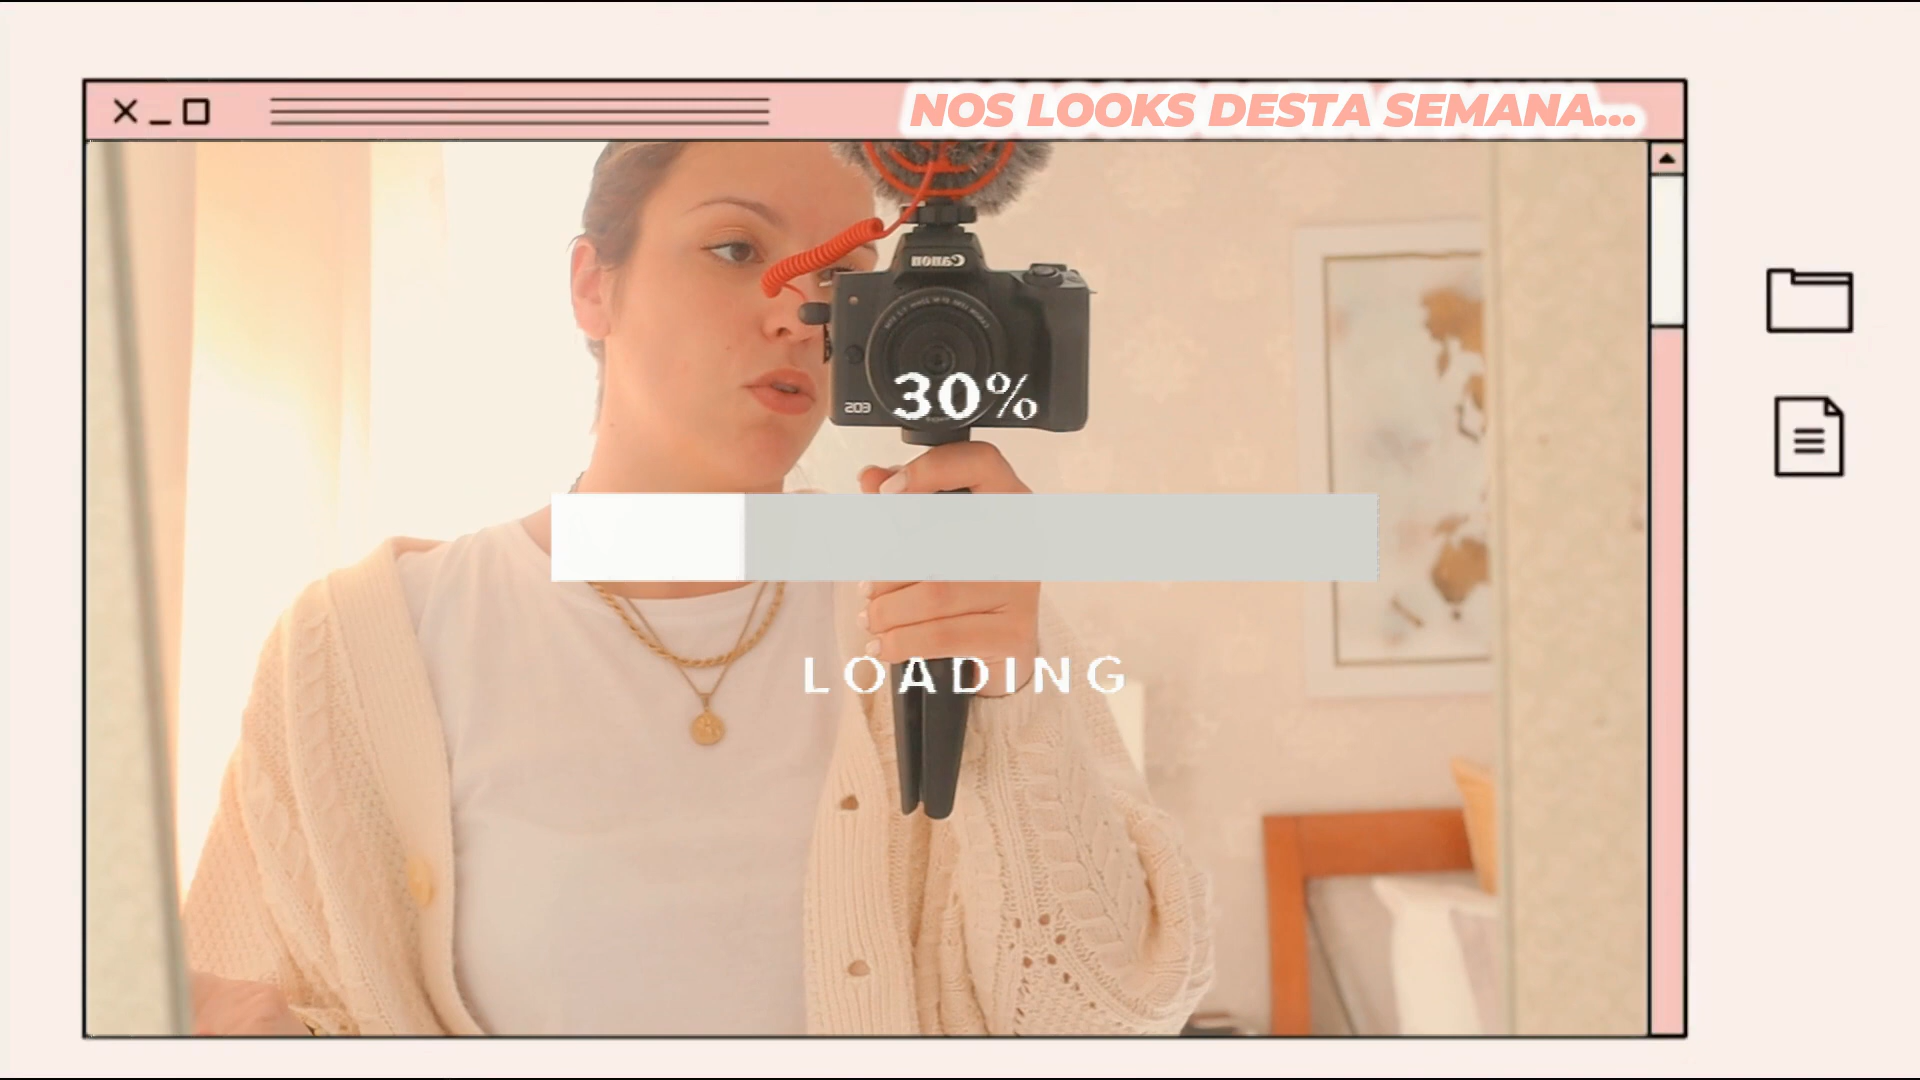 NOS LOOKS DESTA SEMANA...
Canon
30%
EOS
LOADING